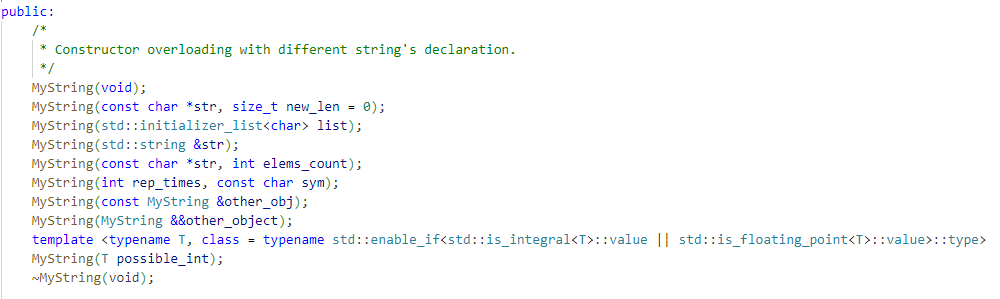 public:
    /*
     * Constructor overloading with different string's declaration.
     */
    MyString(void);
    MyString(const char *str, size_t new_len = 0);
    MyString(std::initializer_list<char> list);
    MyString(std::string &str);
    MyString(const char *str, int elems_count);
    MyString(int rep_times, const char sym);
    MyString(const MyString &other_obj);
    MyString(MyString &&other_object);
    template <typename T, class = typename std::enable_if<std::is_integral<T>::value || std::is_floating_point<T>::value>::type>
    MyString(T possible_int);
    ~MyString(void);